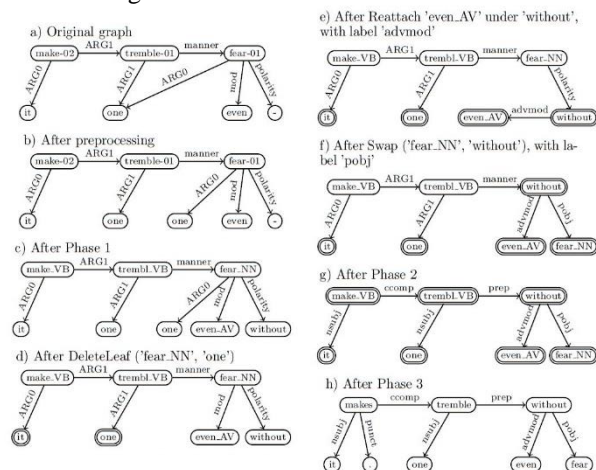 a) Original graph
make-02 ARG1 tremble-01 manner fear-01
ARG0 ARG1 ARG0 mod polarity
it one even -
b) After preprocessing
make-02 ARG1 tremble-01 manner fear-01
ARG0 ARG1 ARG0 mod polarity
it one one even -
c) After Phase 1
make_VB ARG1 trembl_VB manner fear_NN
ARG0 ARG1 ARG0 mod polarity
it one one even_AV without
d) After DeleteLeaf ('fear_NN', 'one')
make_VB ARG1 trembl_VB manner fear_NN
ARG0 ARG1 mod polarity
it one even_AV without
e) After Reattach 'even_AV' under 'without',
with label 'advmod'
make_VB ARG1 trembl_VB manner fear_NN
ARG0 ARG1 polarity
it one even_AV advmod without
f) After Swap ('fear_NN', 'without'), with la-
bel 'pobj'
make_VB ARG1 trembl_VB manner without
ARG0 ARG1 advmod pobj
it one even_AV fear_NN
g) After Phase 2
make_VB ccomp trembl_VB prep without
nsubj nsubj advmod pobj
it one even_AV fear_NN
h) After Phase 3
makes ccomp tremble prep without
nsubj punct nsubj advmod pobj
it . one even fear